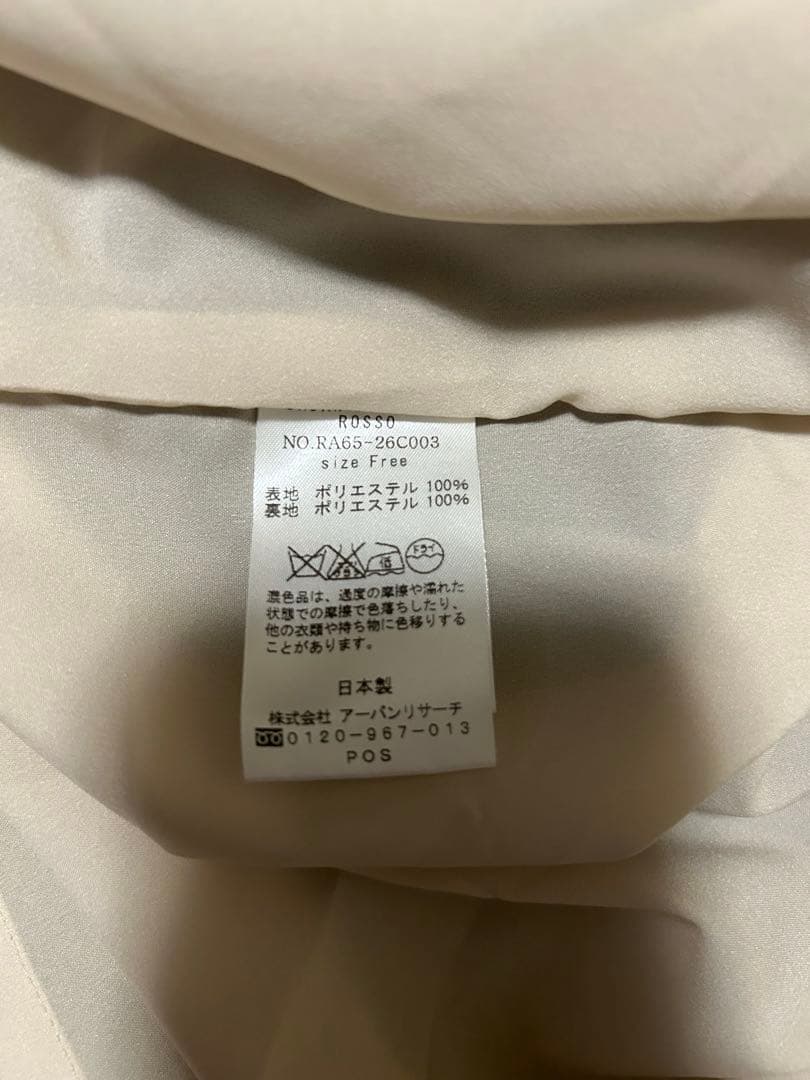 ROSSO
NO.RA65-26C003
size Free
表地 ポリエステル 100%
裏地 ポリエステル 100%
低 ドライ
濃色品は、過度の摩擦や濡れた
状態での摩擦で色落ちしたり、
他の衣類や持ち物に色移りする
ことがあります。
日本製
株式会社 アーバンリサーチ
0120-967-013
POS